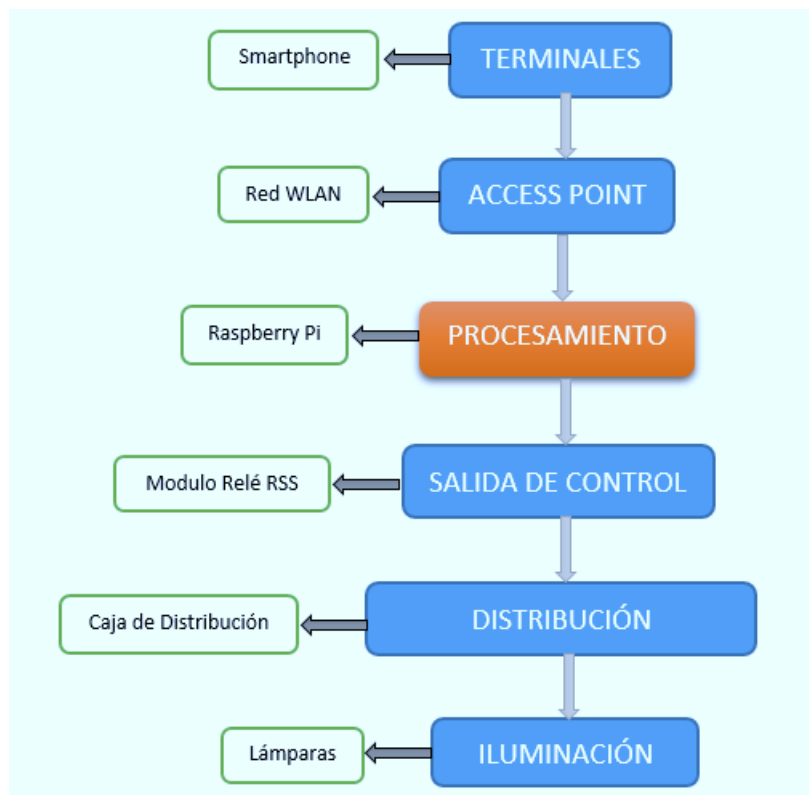 Smartphone
TERMINALES
Red WLAN
ACCESS POINT
Raspberry Pi
PROCESAMIENTO
Modulo Relé RSS
SALIDA DE CONTROL
Caja de Distribución
DISTRIBUCIÓN
Lámparas
ILUMINACIÓN